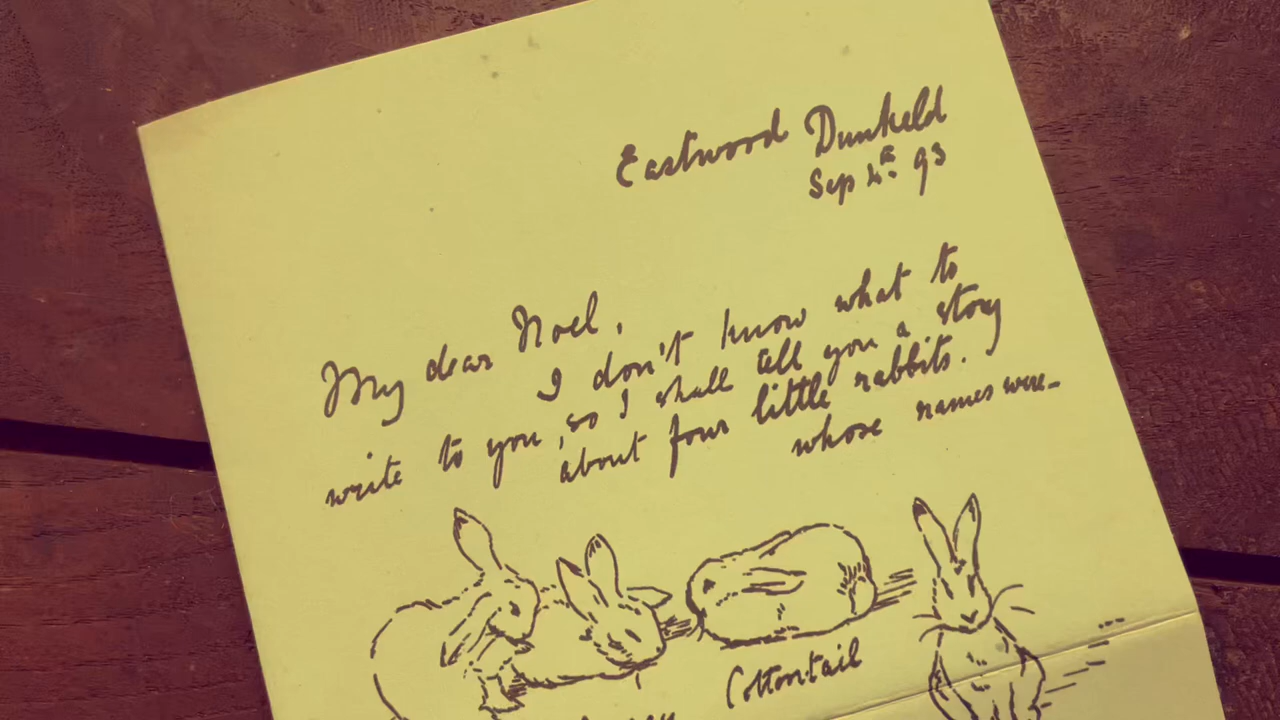 Eastwood Dunkeld
Sep 4th 93
My dear Noel,
I don't know what to
write to you, so I shall tell you a story
about four little rabbits.
whose names were_
Cottontail